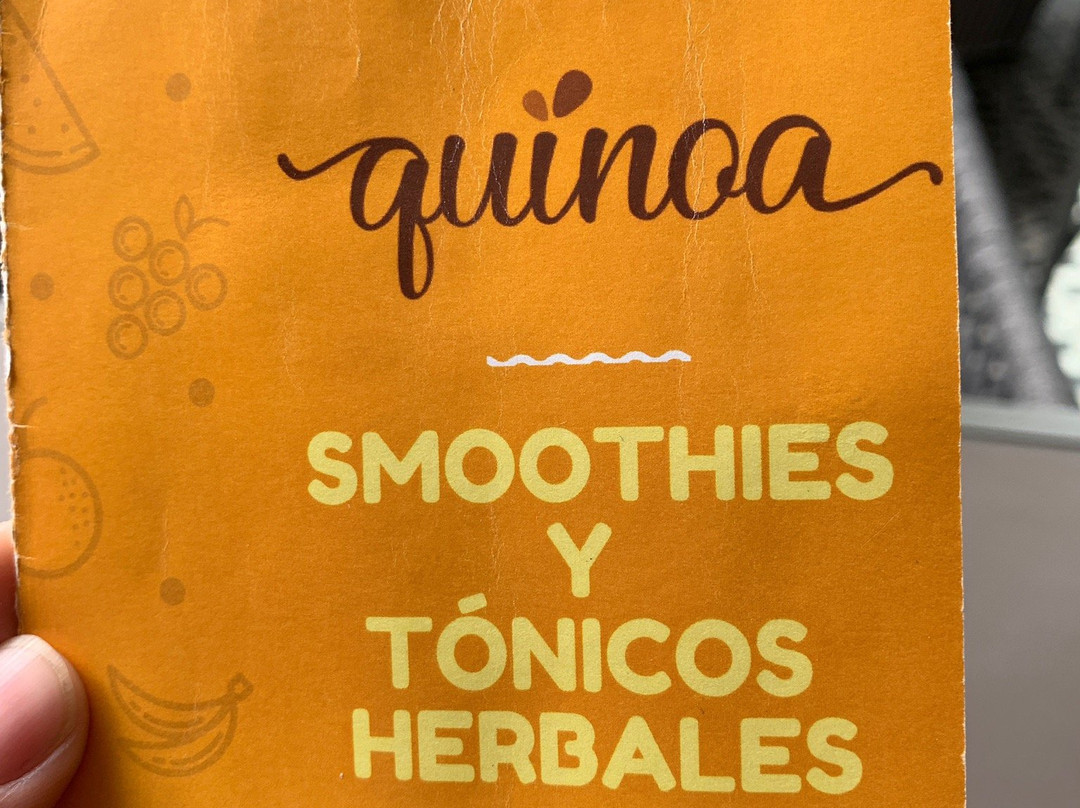 quinoa
SMOOTHIES
Y
TÓNICOS
HERBALES